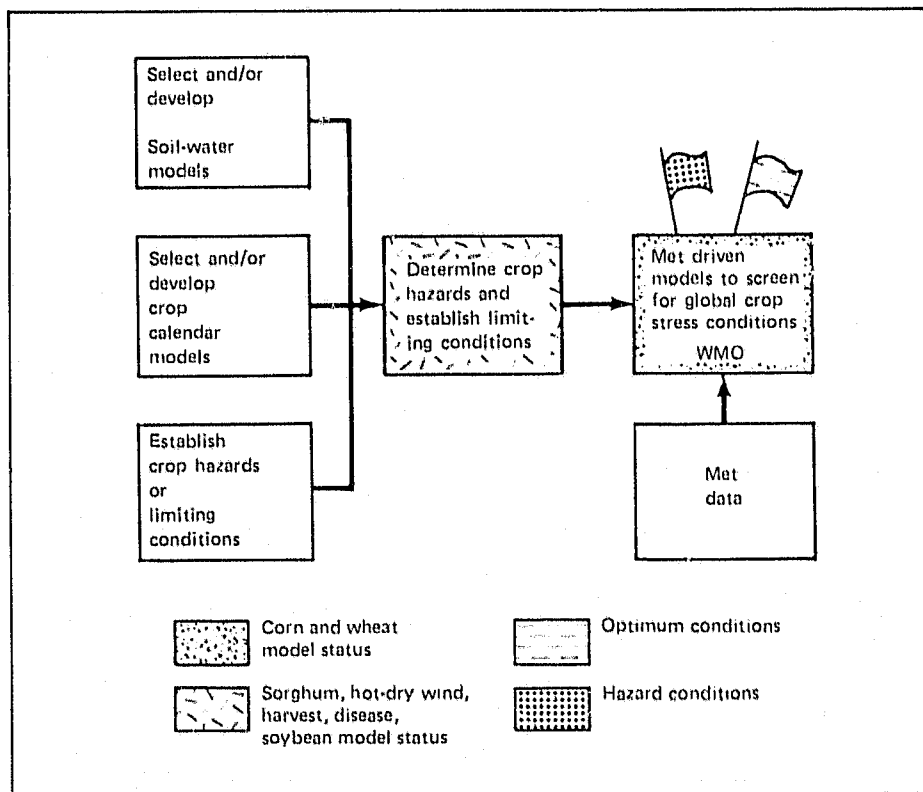 Select and/or
develop
Soil-water
models
Select and/or
develop
crop
calendar
models
Establish
crop hazards
or
limiting
conditions
Determine crop
hazards and
establish limit-
ing conditions
Met driven
models to screen
for global crop
stress conditions
WMO
Met
data
Corn and wheat
model status
Sorghum, hot-dry wind,
harvest, disease,
soybean model status
Optimum conditions
Hazard conditions